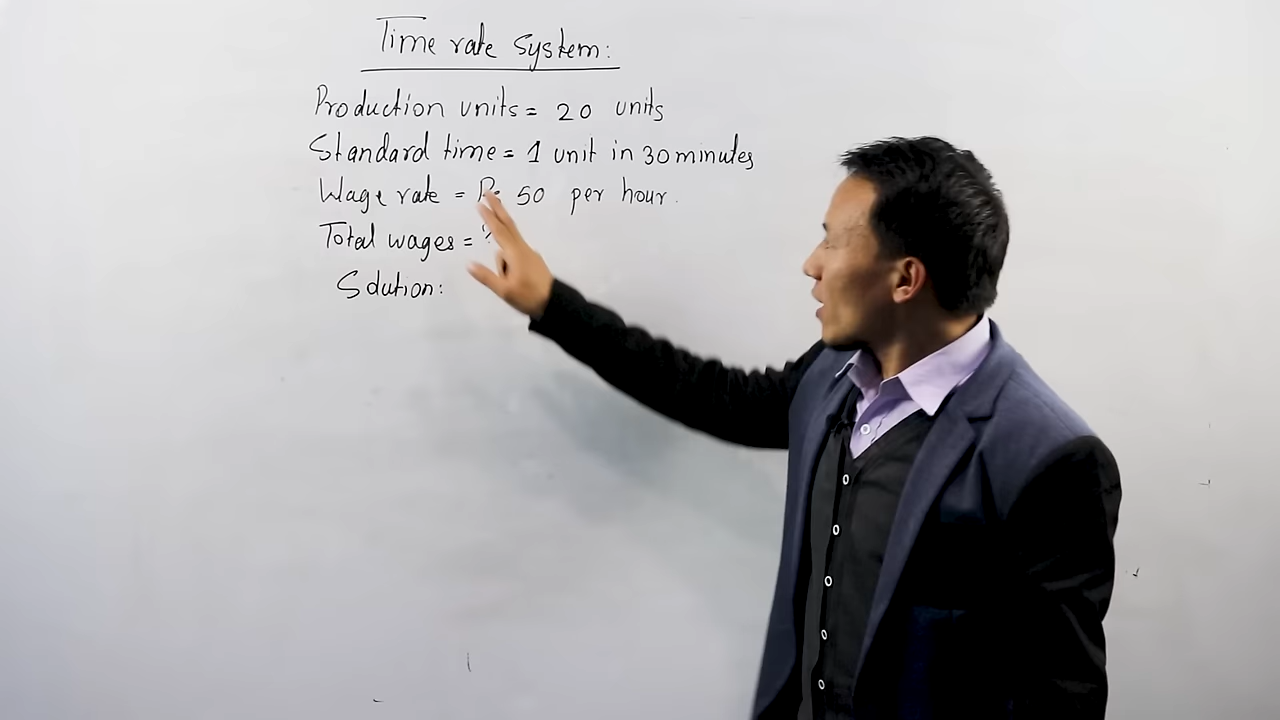 Time rate system:
Production units = 20 units
Standard time = 1 unit in 30 minutes
Wage rate = 50 per hour.
Total wages =
Solution: